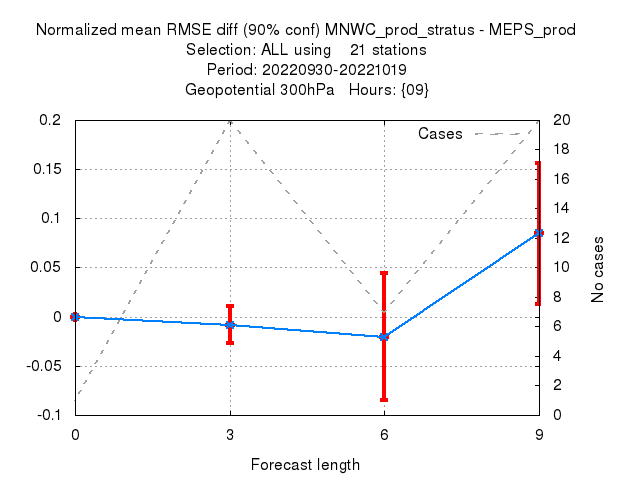 Normalized mean RMSE diff (90% conf) MNWC_prod_stratus - MEPS_prod
Selection: ALL using 21 stations
Period: 20220930-20221019
Geopotential 300hPa Hours: {09}
Cases
0.2
0.15
0.1
0.05
0
-0.05
-0.1
20
18
16
14
12
10
8
6
4
2
0
No cases
0 3 6 9
Forecast length